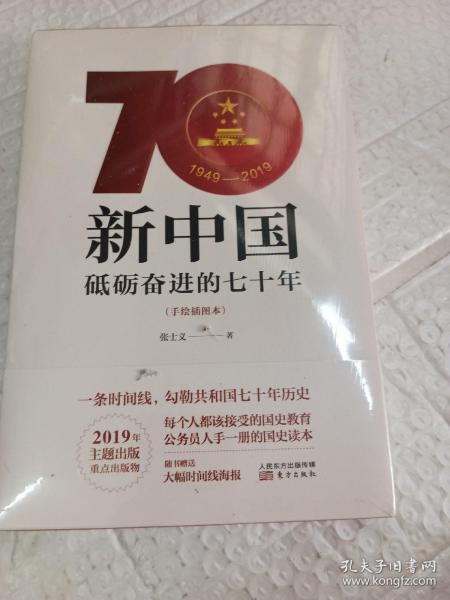 70
1949—2019
新中国
砥砺奋进的七十年
(手绘插图本)
张士义———著
一条时间线，勾勒共和国七十年历史
2019年
主题出版
重点出版物
每个人都该接受的国史教育
公务员人手一册的国史读本
随书赠送
大幅时间线海报
人民东方出版传媒
东方出版社
孔夫子旧书网
www.kongfz.com